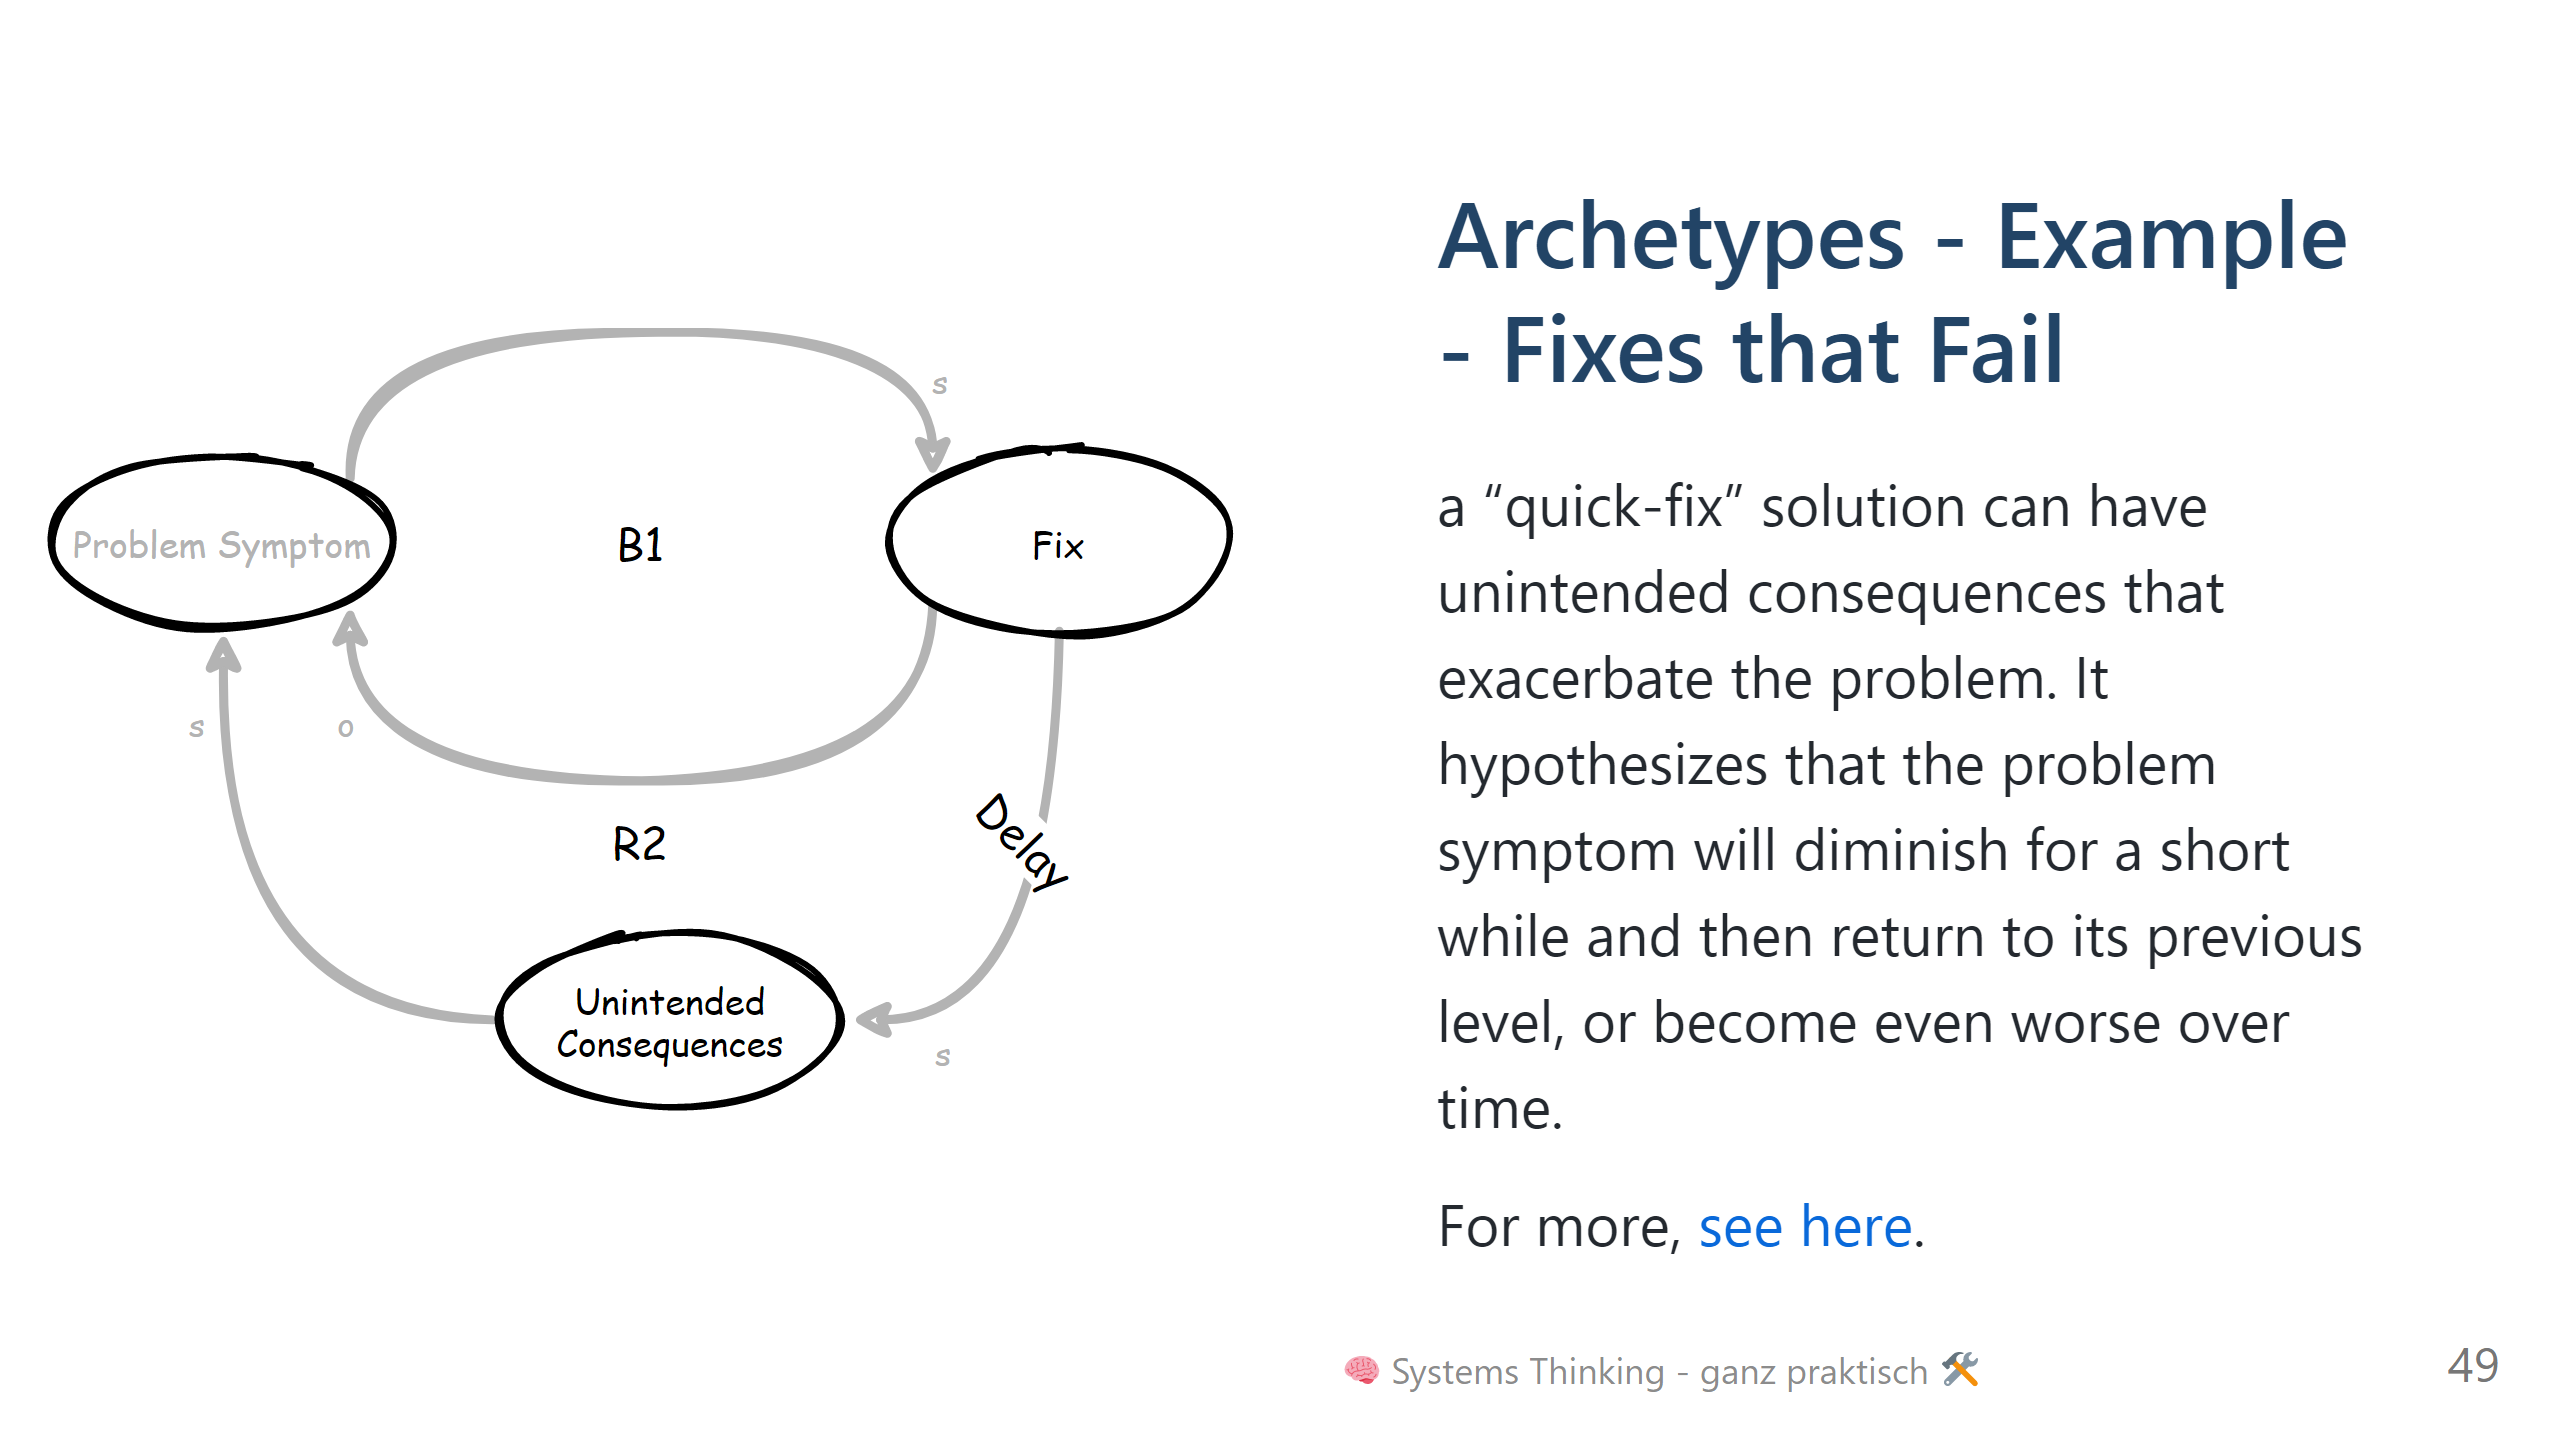 Archetypes - Example
- Fixes that Fail
a “quick-fix” solution can have
unintended consequences that
exacerbate the problem. It
hypothesizes that the problem
symptom will diminish for a short
while and then return to its previous
level, or become even worse over
time.
For more, see here.
s
Problem Symptom
B1
Fix
s
o
Delay
R2
Unintended
Consequences
s
Systems Thinking - ganz praktisch
49